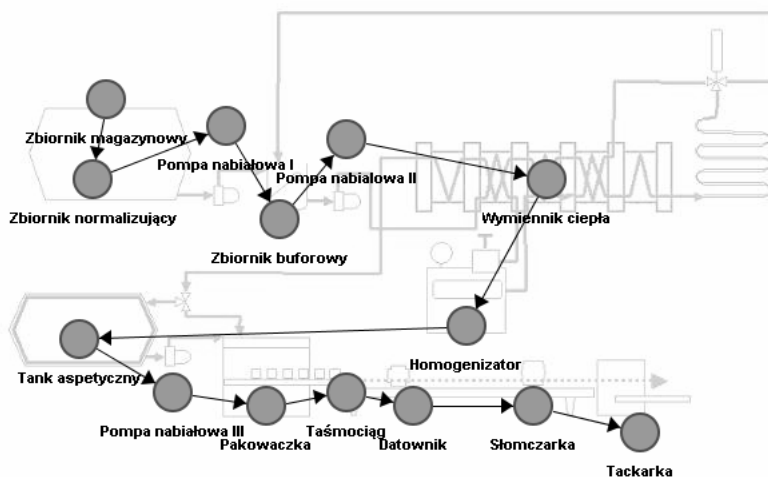 Zbiornik magazynowy
Pompa nabiałowa I
Pompa nabialowa II
Zbiornik normalizujący
Wymiennik ciepła
Zbiornik buforowy
Homogenizator
Tank aspetyczny
Pompa nabiałowa III
Pakowaczka
Taśmociąg
Datownik
Słomczarka
Tackarka